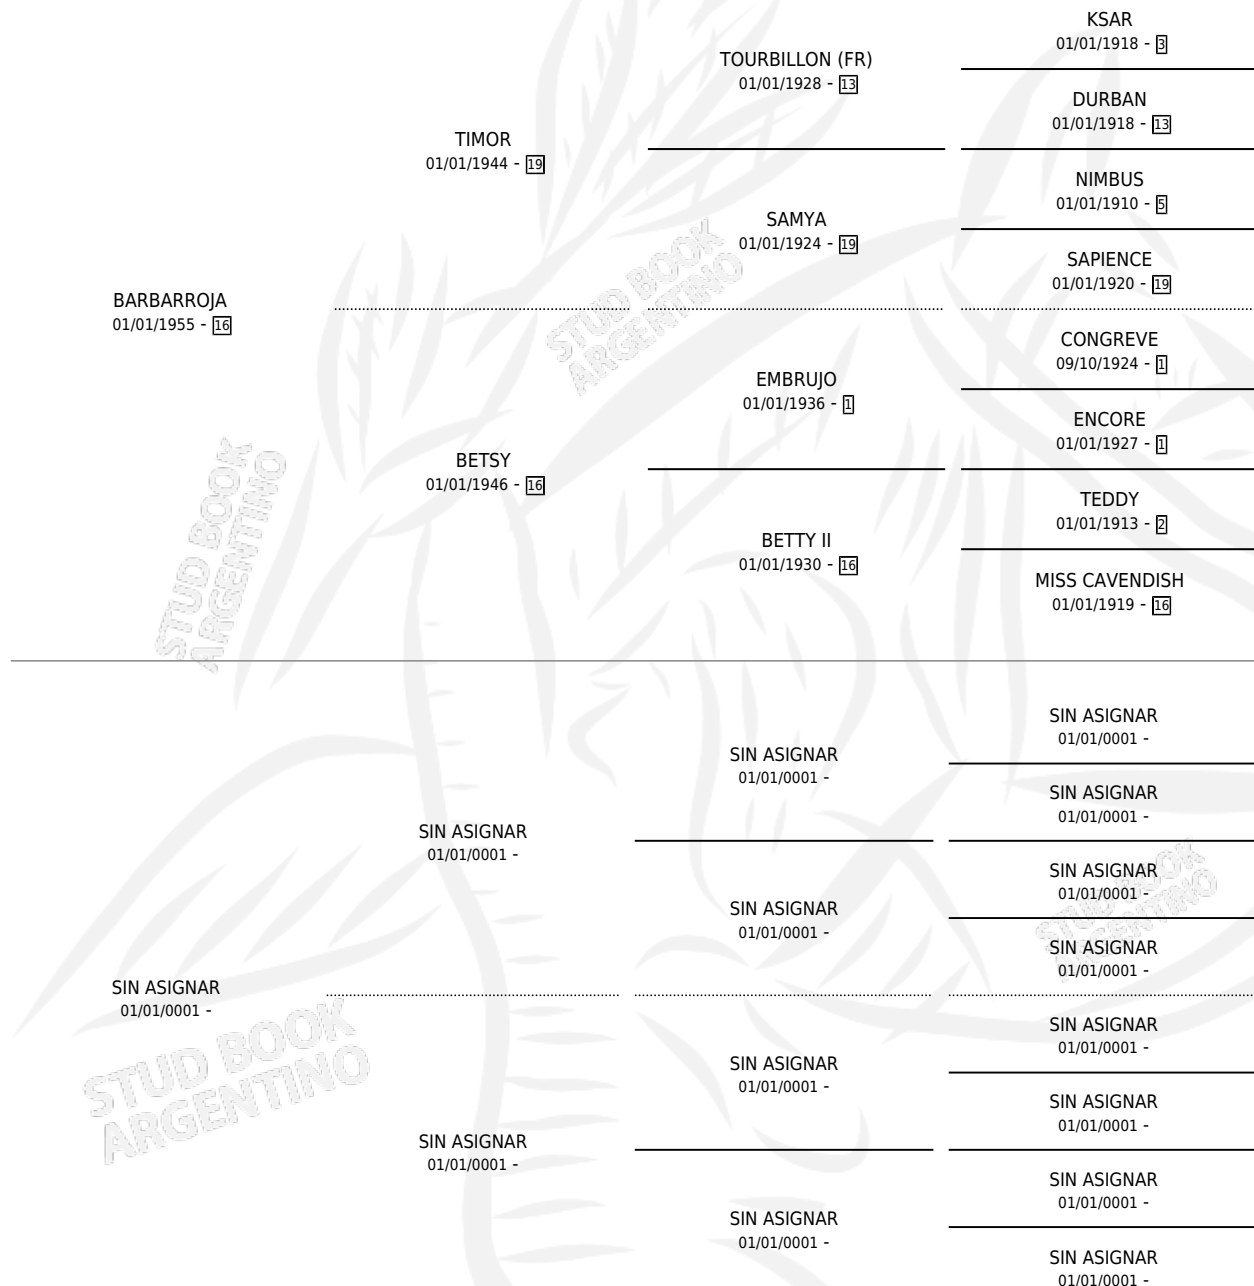 KSAR
01/01/1918 - 3
TOURBILLON (FR)
01/01/1928 - 13
DURBAN
01/01/1918 - 13
TIMOR
01/01/1944 - 19
NIMBUS
01/01/1910 - 5
SAMYA
01/01/1924 - 19
SAPIENCE
01/01/1920 - 19
BARBARROJA
01/01/1955 - 16
STUD BOOK
ARGENTINO
CONGREVE
09/10/1924 - 1
EMBRUJO
01/01/1936 - 1
ENCORE
01/01/1927 - 1
BETSY
01/01/1946 - 16
TEDDY
01/01/1913 - 2
BETTY II
01/01/1930 - 16
MISS CAVENDISH
01/01/1919 - 16
STUD BOOK
ARGENTINO
SIN ASIGNAR
01/01/0001 -
SIN ASIGNAR
01/01/0001 -
SIN ASIGNAR
01/01/0001 -
SIN ASIGNAR
01/01/0001 -
SIN ASIGNAR
01/01/0001 -
SIN ASIGNAR
01/01/0001 -
SIN ASIGNAR
01/01/0001 -
STUD BOOK
ARGENTINO
SIN ASIGNAR
01/01/0001 -
SIN ASIGNAR
01/01/0001 -
SIN ASIGNAR
01/01/0001 -
SIN ASIGNAR
01/01/0001 -
SIN ASIGNAR
01/01/0001 -
SIN ASIGNAR
01/01/0001 -
SIN ASIGNAR
01/01/0001 -
SIN ASIGNAR
01/01/0001 -
STUD BOOK
ARGENTINO